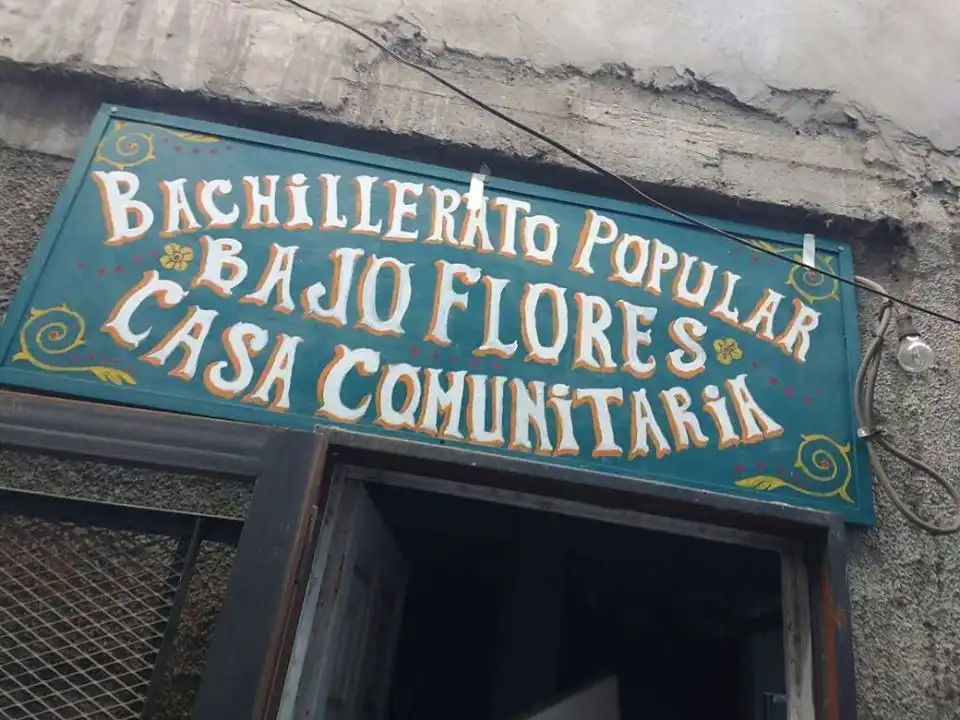 BACHiLLERATO POPULAR
BAJO FLORES
CASA COMUNiTARiA